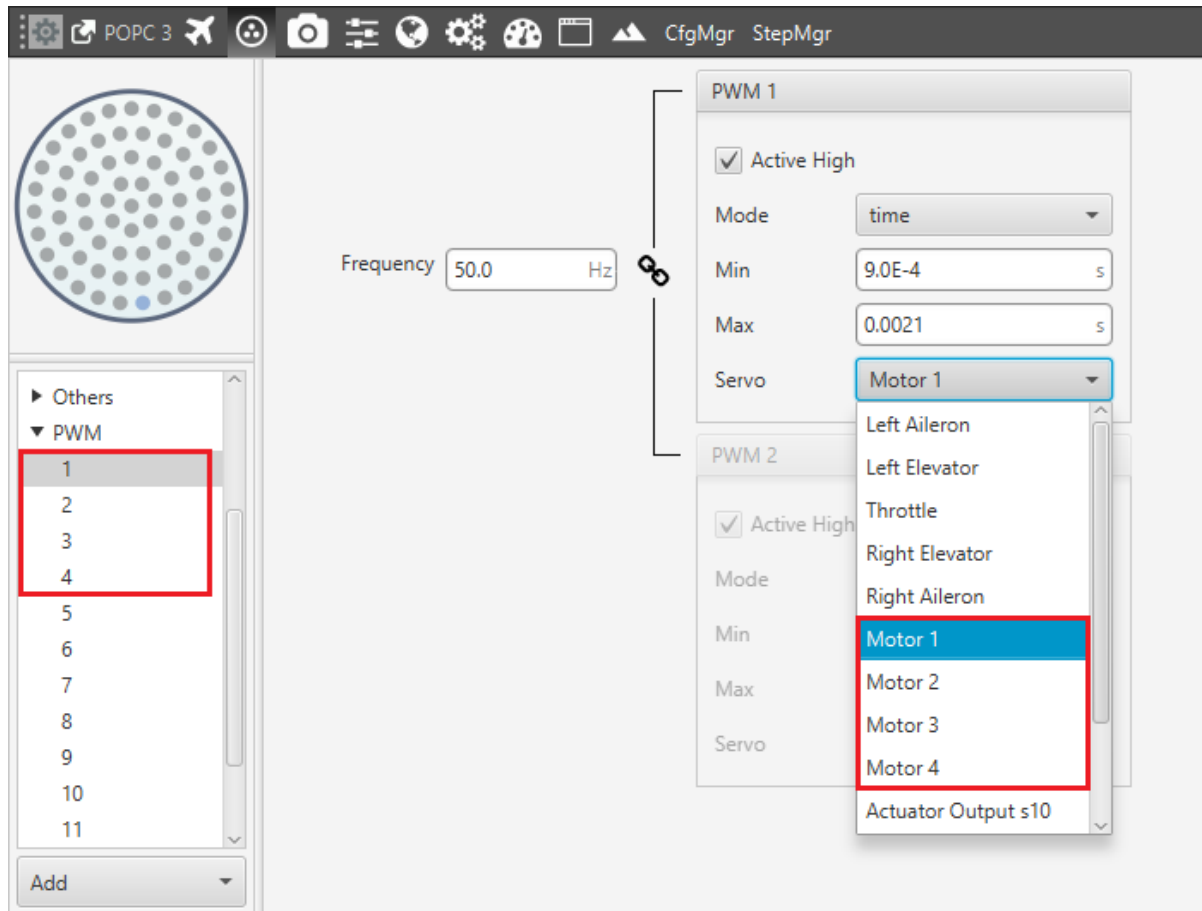 POPC 3 CfgMgr StepMgr
Others
PWM
1
2
3
4
5
6
7
8
9
10
11
Add
Frequency 50.0 Hz
PWM 1
Active High
Mode time
Min 9.0E-4 s
Max 0.0021 s
Servo Motor 1
Left Aileron
Left Elevator
Throttle
Right Elevator
Right Aileron
Motor 1
Motor 2
Motor 3
Motor 4
Actuator Output s10
PWM 2
Active High
Mode
Min
Max
Servo